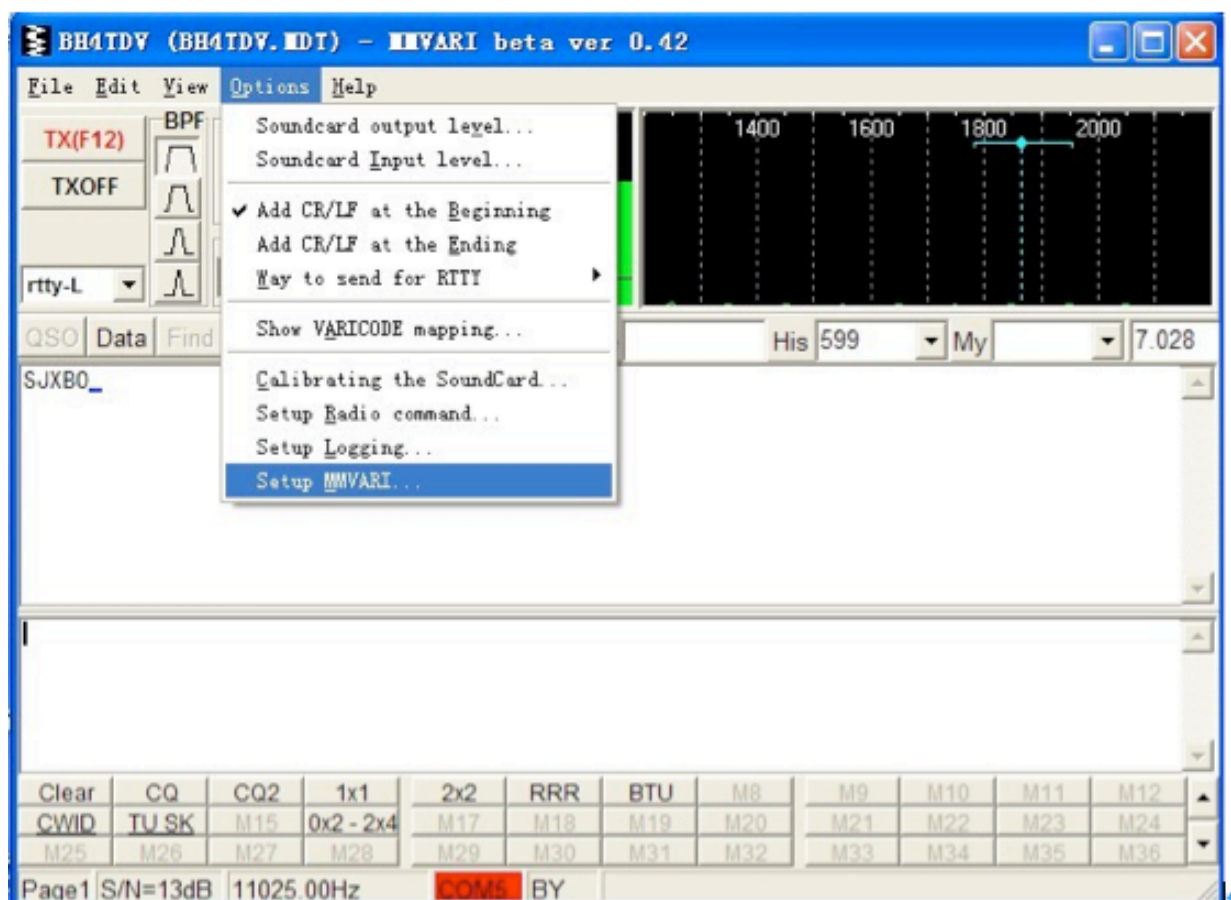 BH4TDV (BH4TDV.MDT) - MMVARI beta ver 0.42
File Edit View Options Help
TX(F12)
TXOFF
BPF
rtty-L
Soundcard output level...
Soundcard Input level...
Add CR/LF at the Beginning
Add CR/LF at the Ending
Way to send for RTTY
Show VARICODE mapping...
Calibrating the SoundCard...
Setup Radio command...
Setup Logging...
Setup MMVARI...
1400 1600 1800 2000
QSO Data Find His 599 My 7.028
SJXBO_
Clear CQ CQ2 1x1 2x2 RRR BTU M8 M9 M10 M11 M12
CWID TU SK M15 0x2 - 2x4 M17 M18 M19 M20 M21 M22 M23 M24
M25 M26 M27 M28 M29 M30 M31 M32 M33 M34 M35 M36
Page1 S/N=13dB 11025.00Hz COM5 BY